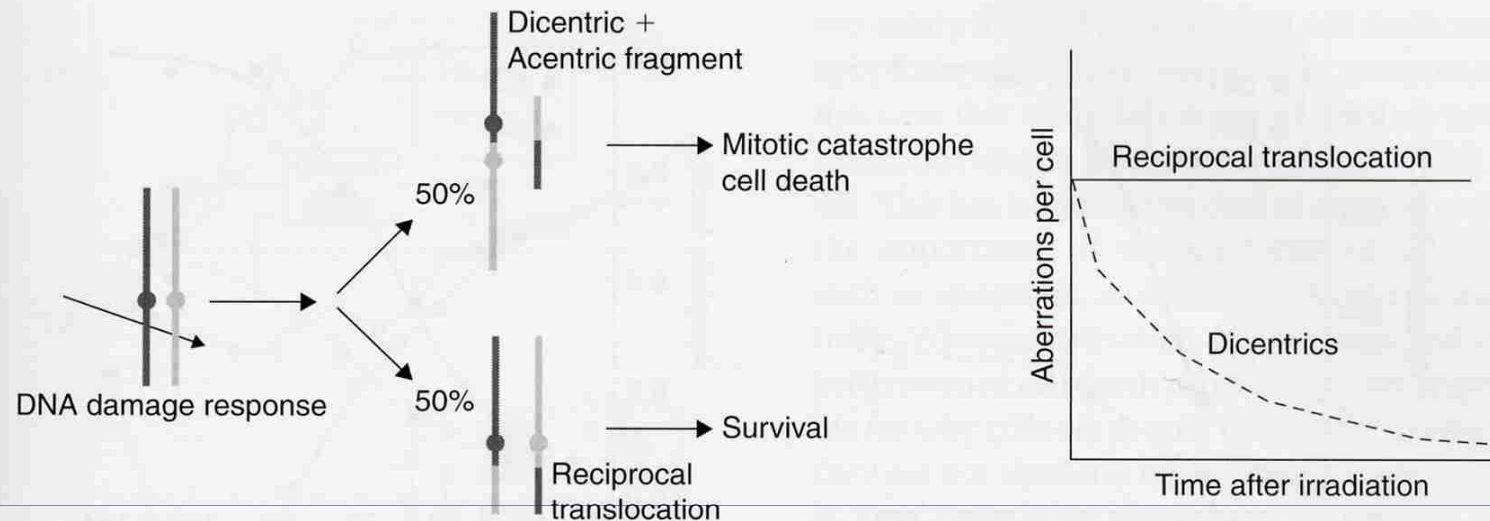 Dicentric +
Acentric fragment
Mitotic catastrophe
cell death
50%
DNA damage response
50%
Survival
Reciprocal
translocation
Aberrations per cell
Reciprocal translocation
Dicentrics
Time after irradiation